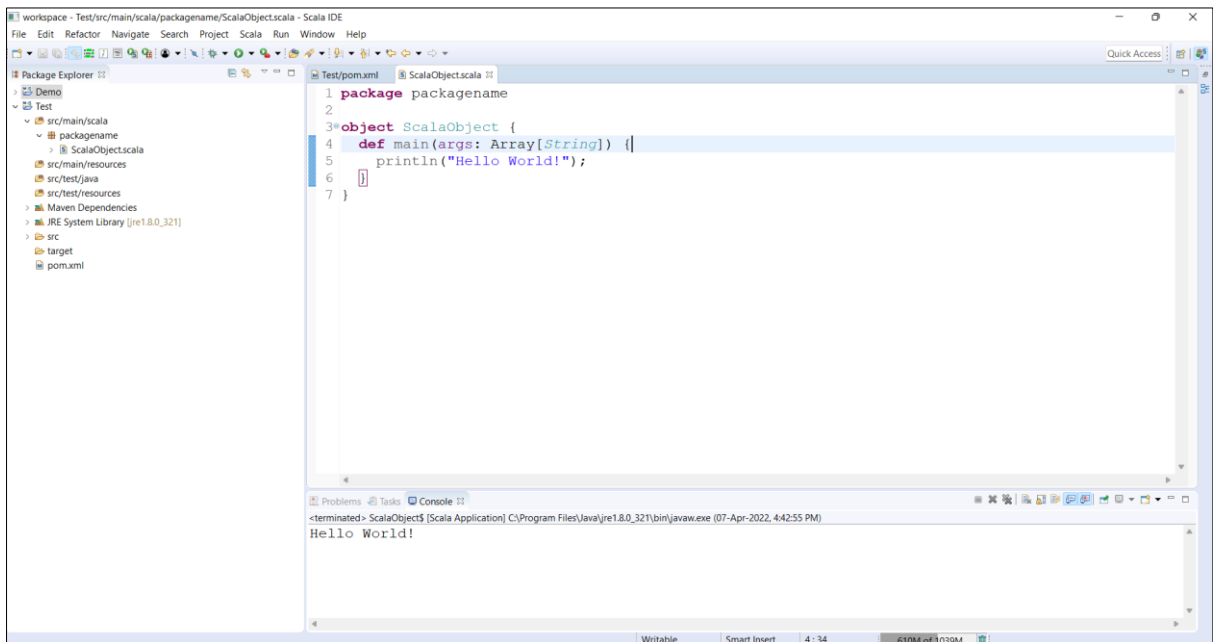 workspace - Test/src/main/scala/packagename/ScalaObject.scala - Scala IDE
File Edit Refactor Navigate Search Project Scala Run Window Help
Quick Access
Package Explorer
Test/pom.xml ScalaObject.scala
Demo
Test
src/main/scala
packagename
ScalaObject.scala
src/main/resources
src/test/java
src/test/resources
Maven Dependencies
JRE System Library [jre1.8.0_321]
src
target
pom.xml
1 package packagename
2
3 object ScalaObject {
4 def main(args: Array[String]) {
5 println("Hello World!");
6 }
7 }
Problems Tasks Console
<terminated> ScalaObject$ [Scala Application] C:\Program Files\Java\jre1.8.0_321\bin\javaw.exe (07-Apr-2022, 4:42:55 PM)
Hello World!
Writable Smart Insert 4 : 34 610M of 1039M